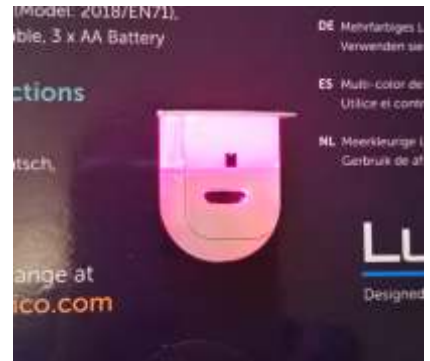 (Model: 2018/EN71),
ble, 3 x AA Battery
ctions
tsch,
ange at
ico.com
DE Mehrfarbiges L
Verwenden sie
ES Multi-color de
Utilice el contr
NL Meerkleurige L
Gerbruik de af
Lu
Designed